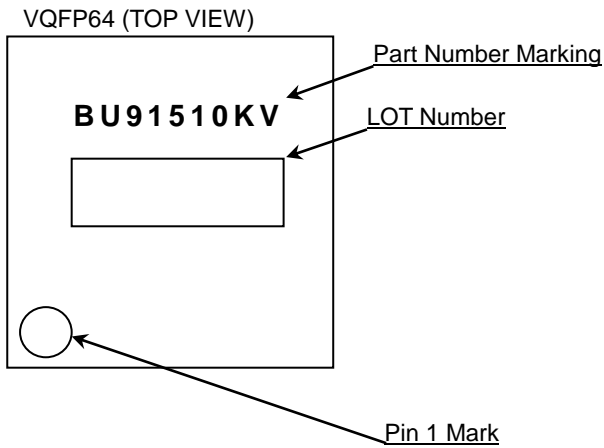 VQFP64 (TOP VIEW)
Part Number Marking
BU91510KV
LOT Number
Pin 1 Mark